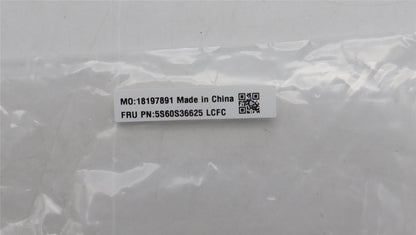 MO:18197891 Made in China
FRU PN:5S60S36625 LCFC